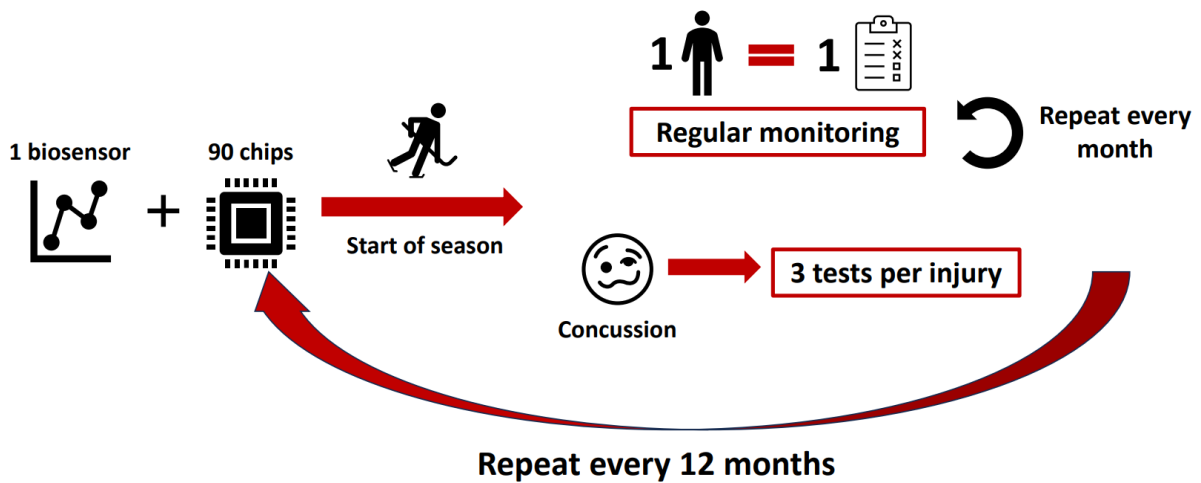 1 = 1
Regular monitoring
Repeat every
month
1 biosensor
90 chips
+
Start of season
Concussion
3 tests per injury
Repeat every 12 months